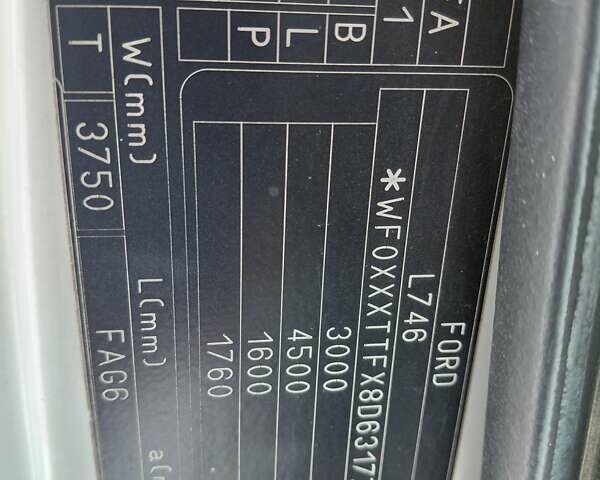 FORD
L746
*WF0XXXTTFX8D6317
3000
4500
1600
1760
A
1
B
L
P
W(mm) L(mm)
T 3750 FAG6